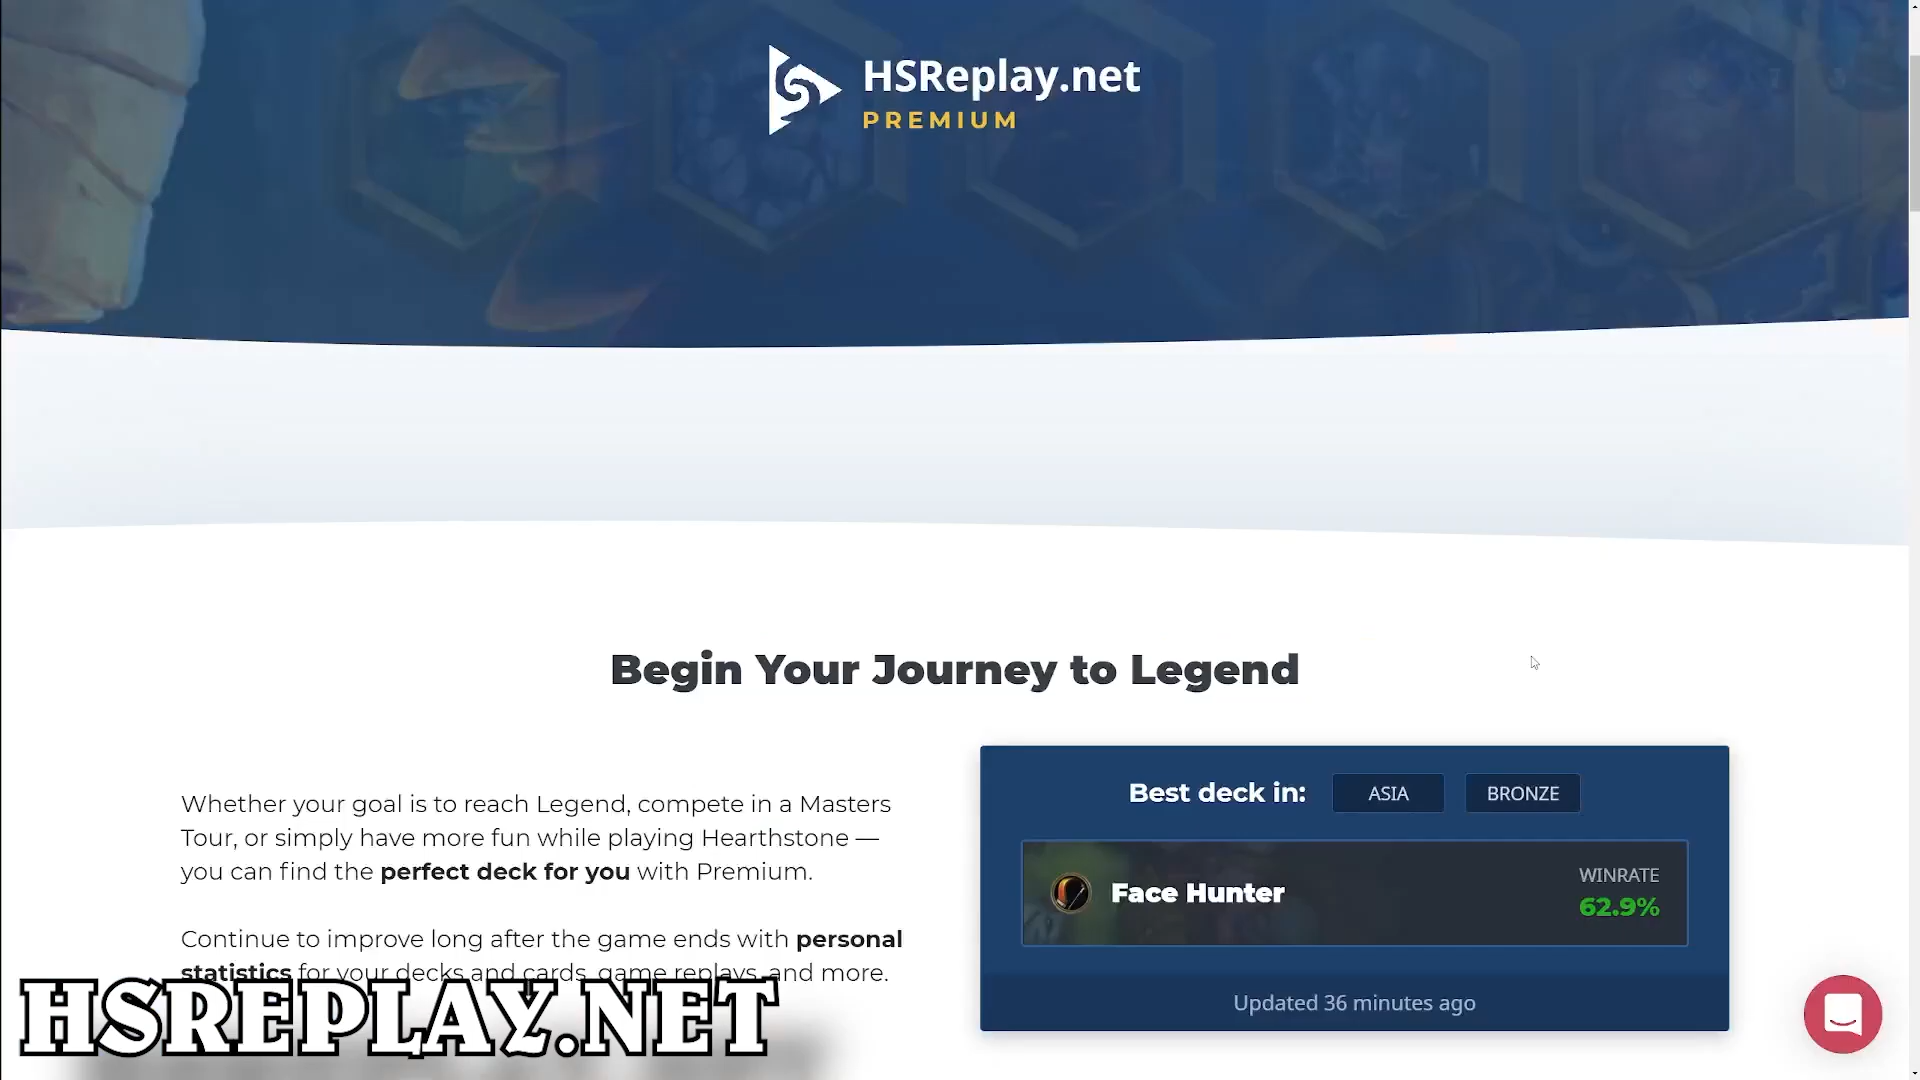 HSReplay.net
PREMIUM
Begin Your Journey to Legend
Whether your goal is to reach Legend, compete in a Masters
Tour, or simply have more fun while playing Hearthstone —
you can find the perfect deck for you with Premium.
Continue to improve long after the game ends with personal
statistics for your decks and cards, game replays, and more.
Best deck in: ASIA BRONZE
Face Hunter
WINRATE
62.9%
Updated 36 minutes ago
HSREPLAY.NET